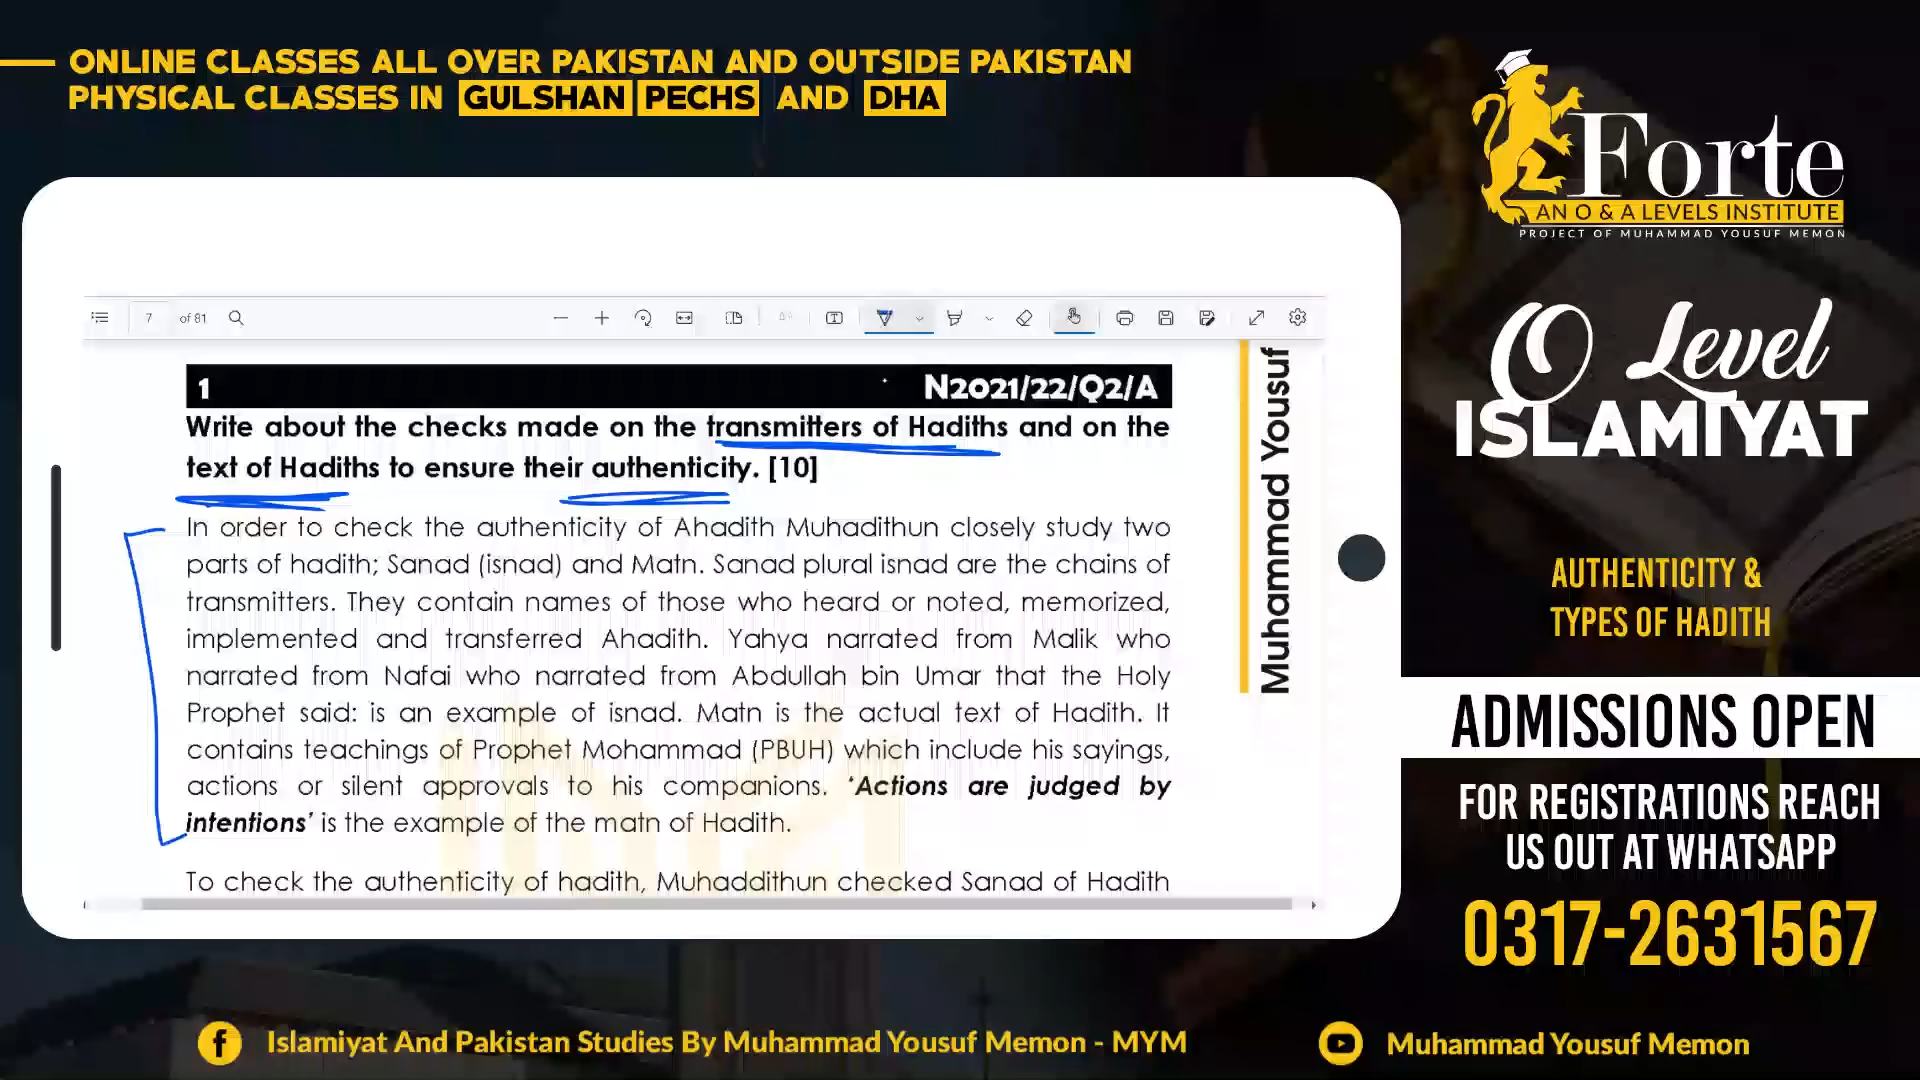 ONLINE CLASSES ALL OVER PAKISTAN AND OUTSIDE PAKISTAN
PHYSICAL CLASSES IN GULSHAN PECHS AND DHA
Forte
AN O & A LEVELS INSTITUTE
PROJECT OF MUHAMMAD YOUSUF MEMON
7 of 81
1 N2021/22/Q2/A
Write about the checks made on the transmitters of Hadiths and on the
text of Hadiths to ensure their authenticity. [10]
In order to check the authenticity of Ahadith Muhadithun closely study two
parts of hadith; Sanad (isnad) and Matn. Sanad plural isnad are the chains of
transmitters. They contain names of those who heard or noted, memorized,
implemented and transferred Ahadith. Yahya narrated from Malik who
narrated from Nafai who narrated from Abdullah bin Umar that the Holy
Prophet said: is an example of isnad. Matn is the actual text of Hadith. It
contains teachings of Prophet Mohammad (PBUH) which include his sayings,
actions or silent approvals to his companions. ‘Actions are judged by
intentions’ is the example of the matn of Hadith.
To check the authenticity of hadith, Muhaddithun checked Sanad of Hadith
Muhammad Yousuf
O Level
ISLAMIYAT
AUTHENTICITY &
TYPES OF HADITH
ADMISSIONS OPEN
FOR REGISTRATIONS REACH
US OUT AT WHATSAPP
0317-2631567
Islamiyat And Pakistan Studies By Muhammad Yousuf Memon - MYM
Muhammad Yousuf Memon